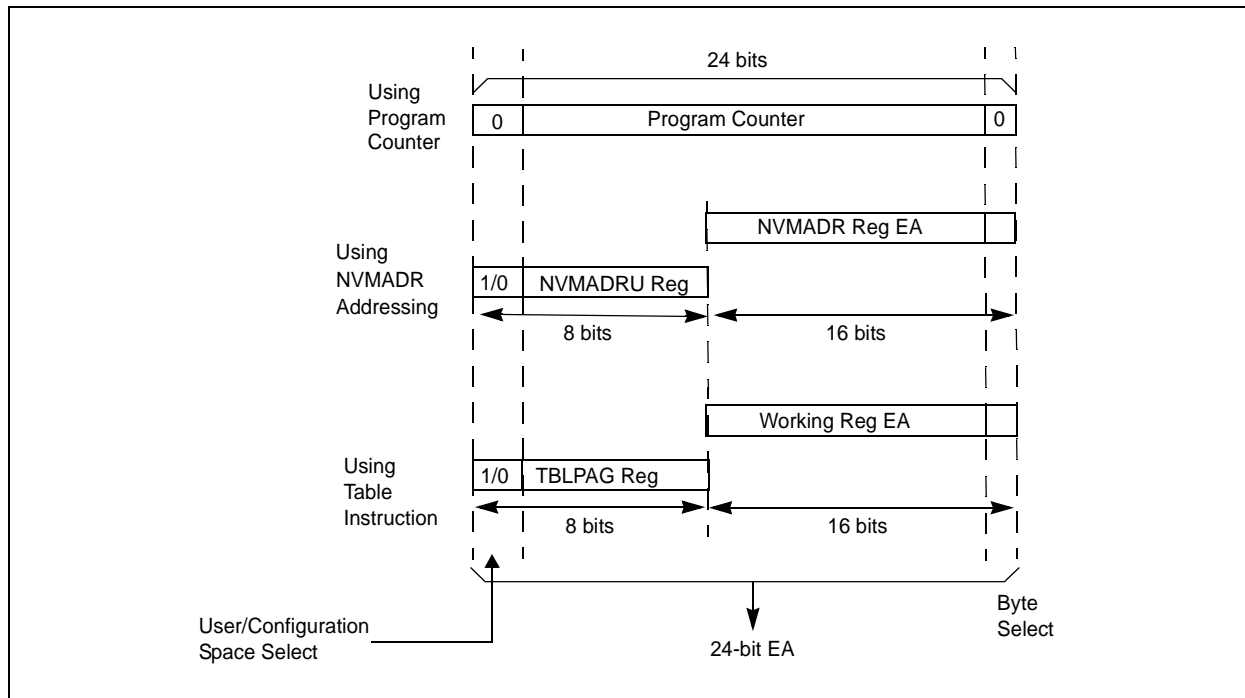 24 bits
Using
Program
Counter
0
Program Counter
0
NVMADR Reg EA
Using
NVMADR
Addressing
1/0
NVMADRU Reg
8 bits
16 bits
Working Reg EA
Using
Table
Instruction
1/0
TBLPAG Reg
8 bits
16 bits
User/Configuration
Space Select
24-bit EA
Byte
Select